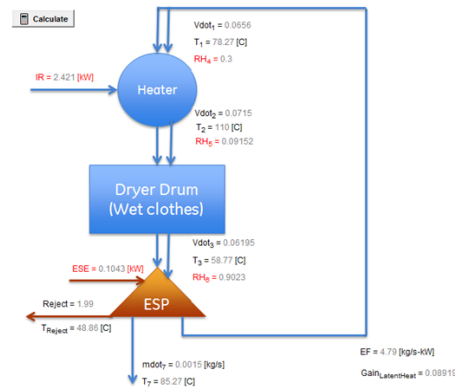 Calculate
Vdot1 = 0.0656
T1 = 78.27 [C]
RH4 = 0.3
IR = 2.421 [kW]
Heater
Vdot2 = 0.0715
T2 = 110 [C]
RH5 = 0.09152
Dryer Drum
(Wet clothes)
Vdot3 = 0.06195
T3 = 58.77 [C]
RH6 = 0.9023
ESE = 0.1043 [kW]
ESP
Reject = 1.99
TReject = 48.86 [C]
mdot7 = 0.0015 [kg/s]
T7 = 85.27 [C]
EF = 4.79 [kg/s-kW]
GainLatentHeat = 0.08919